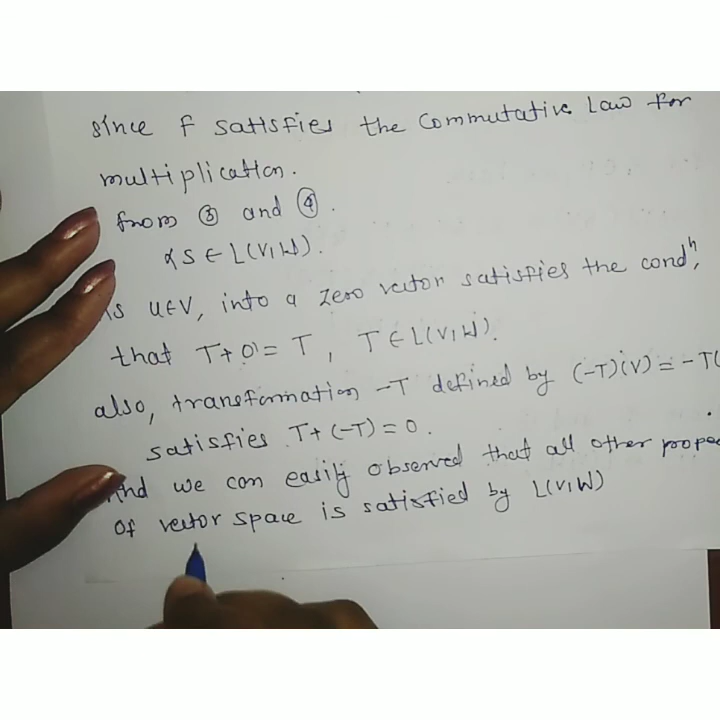 since F satisfies the commutative Law for
multiplication.
from ③ and ④.
αS ∈ L(V,W).
is u∈V, into a zero vector satisfies the condⁿ,
that T+0 = T, T ∈ L(V,W).
also, transformation -T defined by (-T)(V) = -T(
satisfies T+(-T) = 0.
And we can easily observed that all other prope
of vector space is satisfied by L(V,W)